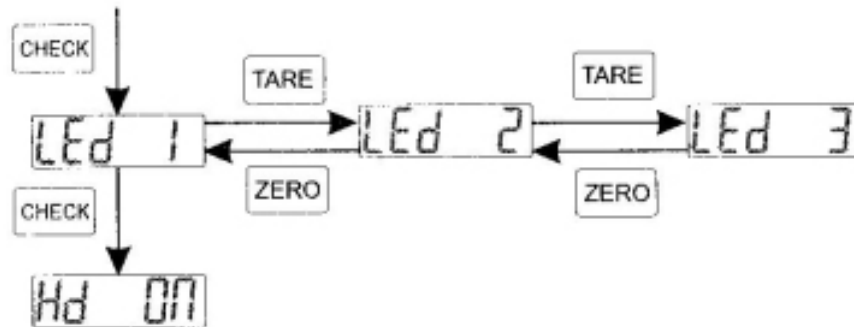 CHECK
TARE
TARE
LEd 1
LEd 2
LEd 3
ZERO
ZERO
CHECK
Hd ON